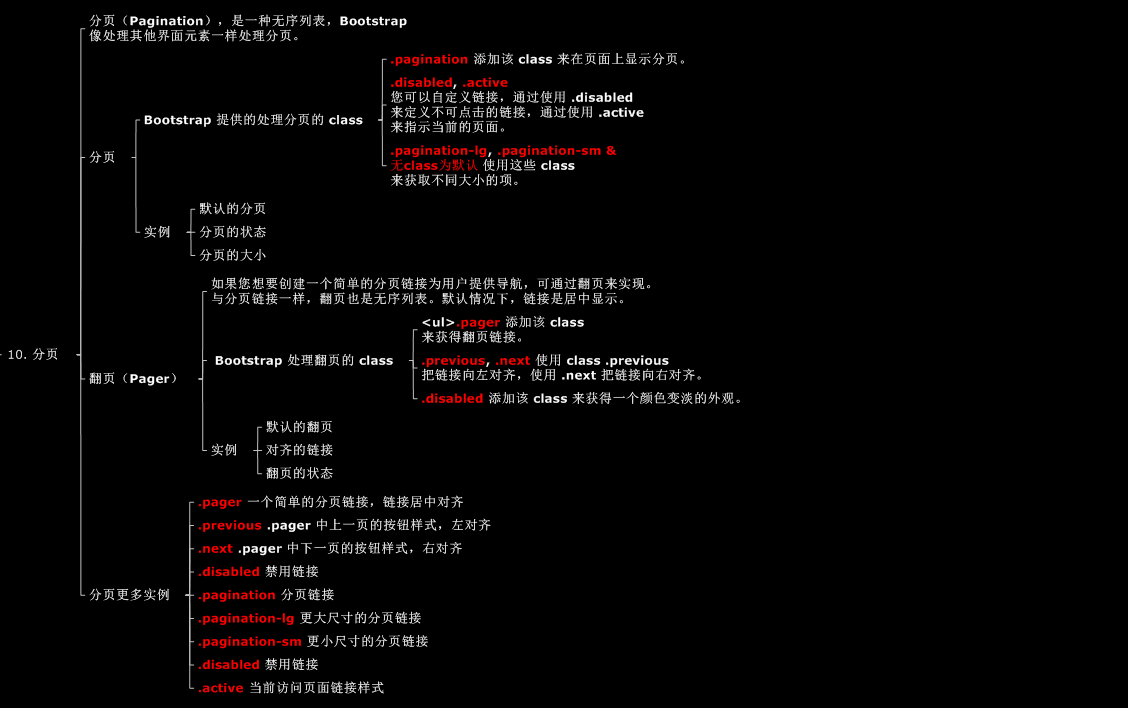 分页（Pagination），是一种无序列表，Bootstrap
像处理其他界面元素一样处理分页。
.pagination 添加该 class 来在页面上显示分页。
.disabled, .active
您可以自定义链接，通过使用 .disabled
来定义不可点击的链接，通过使用 .active
来指示当前的页面。
Bootstrap 提供的处理分页的 class
.pagination-lg, .pagination-sm &
无class为默认 使用这些 class
来获取不同大小的项。
分页
默认的分页
实例
分页的状态
分页的大小
如果您想要创建一个简单的分页链接为用户提供导航，可通过翻页来实现。
与分页链接一样，翻页也是无序列表。默认情况下，链接是居中显示。
<ul>.pager 添加该 class
来获得翻页链接。
10. 分页
Bootstrap 处理翻页的 class
.previous, .next 使用 class .previous
把链接向左对齐，使用 .next 把链接向右对齐。
翻页（Pager）
.disabled 添加该 class 来获得一个颜色变淡的外观。
默认的翻页
实例
对齐的链接
翻页的状态
.pager 一个简单的分页链接，链接居中对齐
.previous .pager 中上一页的按钮样式，左对齐
.next .pager 中下一页的按钮样式，右对齐
.disabled 禁用链接
分页更多实例
.pagination 分页链接
.pagination-lg 更大尺寸的分页链接
.pagination-sm 更小尺寸的分页链接
.disabled 禁用链接
.active 当前访问页面链接样式